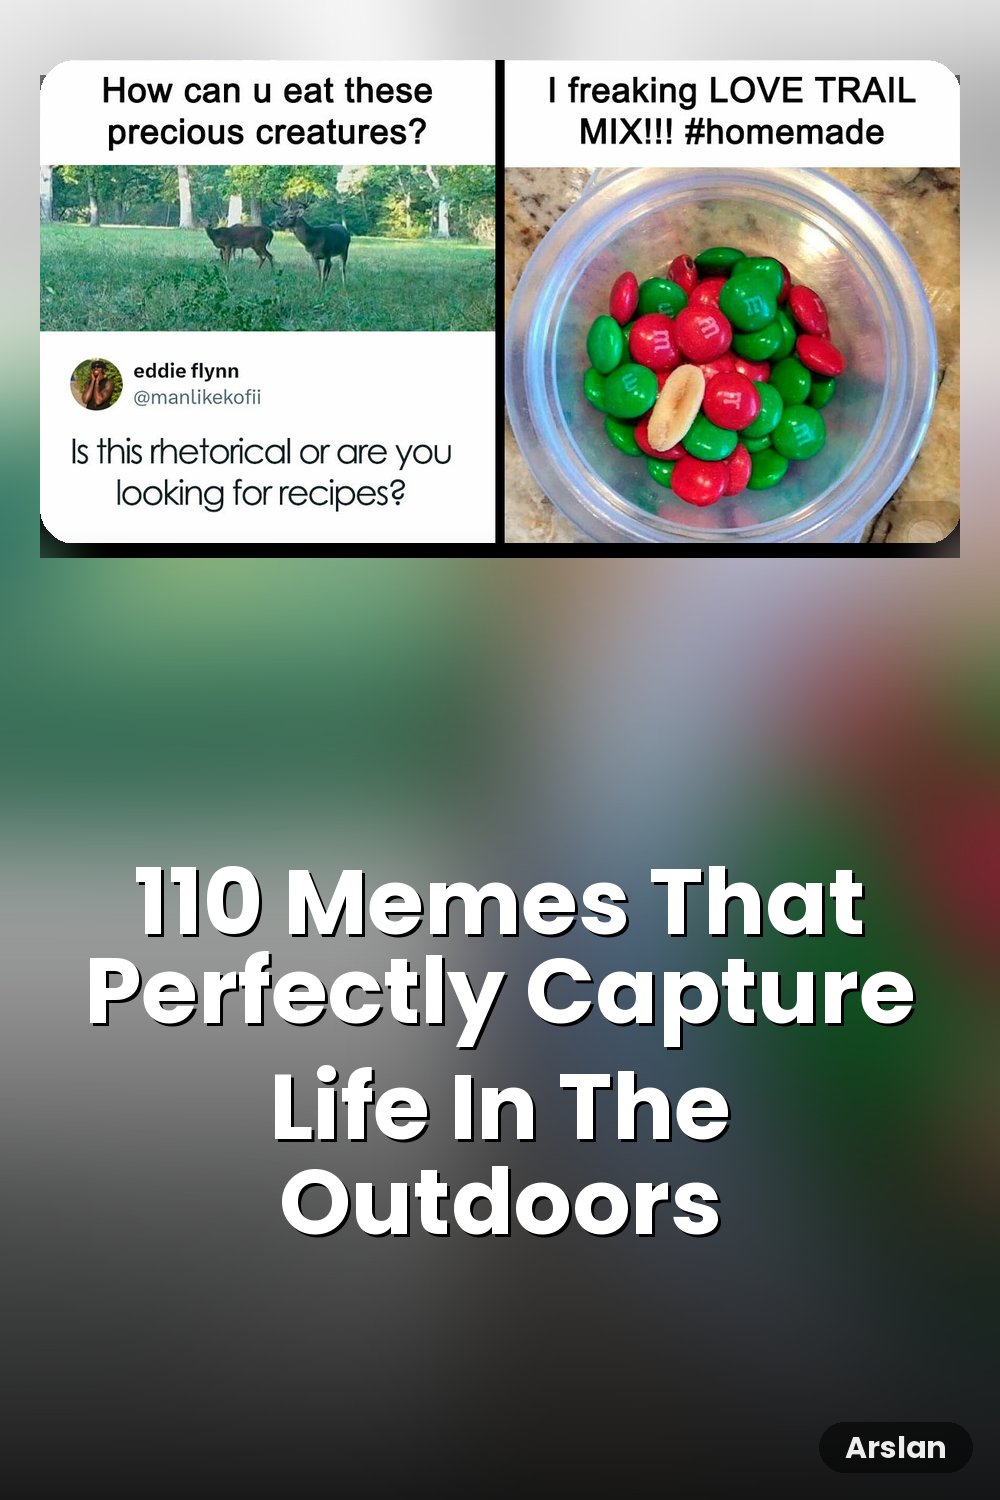 How can u eat these
precious creatures?
eddie flynn
@manlikekofii
Is this rhetorical or are you
looking for recipes?
I freaking LOVE TRAIL
MIX!!! #homemade
m
m
m
m
m
m
110 Memes That
Perfectly Capture
Life In The
Outdoors
Arslan